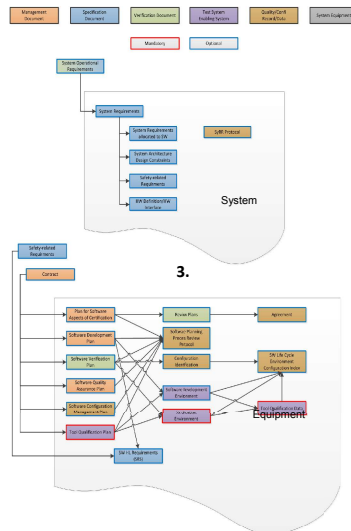 Management
Document
Specification
Document
Verification Document
Tool System
Enabling System
Quality/Confi
Record/Data
System Equipment
Mandatory
Optional
System Operational
Requirements
System Requirements
System Requirements
allocated to SW
SyRR Protocol
System Architecture
Design Constraints
Safety-related
Requirements
HW Definition/HW
Interface
System
Safety-related
Requirements
3.
Contract
Plan for Software
Aspects of Certification
Review Plans
Agreement
Software Development
Plan
Software Planning
Process Review
Protocol
Software Verification
Plan
Configuration
Identification
SW Life Cycle
Environment
Configuration Index
Software Quality
Assurance Plan
Software Development
Environment
Software Configuration
Management Plan
Environment
Tool Qualification Data
Equipment
Tool Qualification Plan
SW HL Requirements
(SRS)